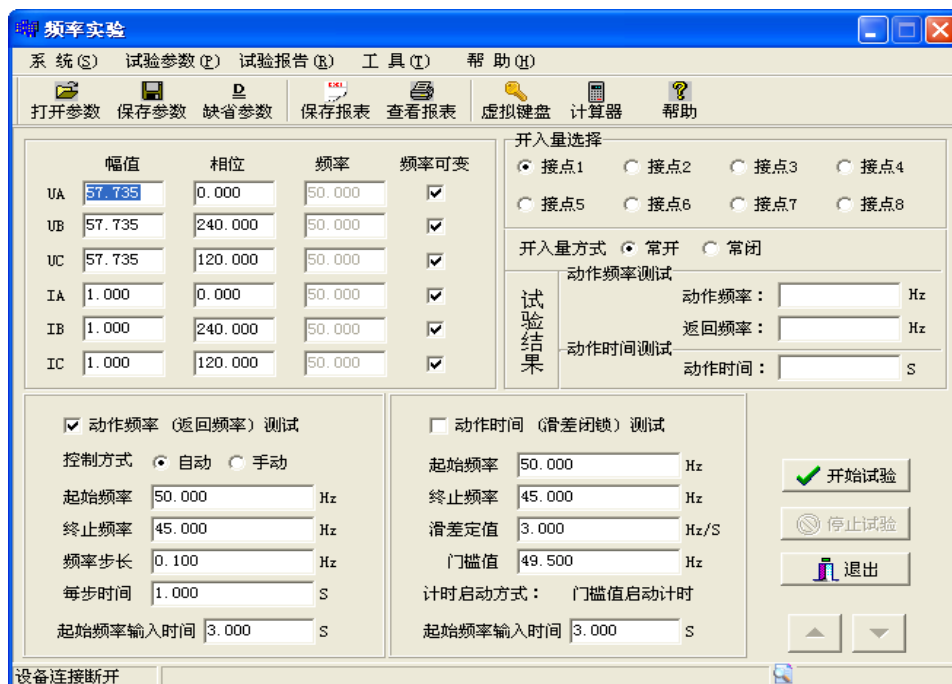 频率实验
系 统(S) 试验参数(P) 试验报告(R) 工 具(T) 帮 助(H)
打开参数 保存参数 缺省参数 保存报表 查看报表 虚拟键盘 计算器 帮助
开入量选择
幅值 相位 频率 频率可变
接点1 接点2 接点3 接点4
UA 57.735 0.000 50.000
接点5 接点6 接点7 接点8
UB 57.735 240.000 50.000
开入量方式 常开 常闭
UC 57.735 120.000 50.000
动作频率测试
试验结果
IA 1.000 0.000 50.000
动作频率： Hz
IB 1.000 240.000 50.000
返回频率： Hz
动作时间测试
IC 1.000 120.000 50.000
动作时间： S
动作频率（返回频率）测试
控制方式 自动 手动
起始频率 50.000 Hz
终止频率 45.000 Hz
频率步长 0.100 Hz
每步时间 1.000 S
起始频率输入时间 3.000 S
动作时间（滑差闭锁）测试
起始频率 50.000 Hz
终止频率 45.000 Hz
滑差定值 3.000 Hz/S
门槛值 49.500 Hz
计时启动方式： 门槛值启动计时
起始频率输入时间 3.000 S
开始试验
停止试验
退出
设备连接断开